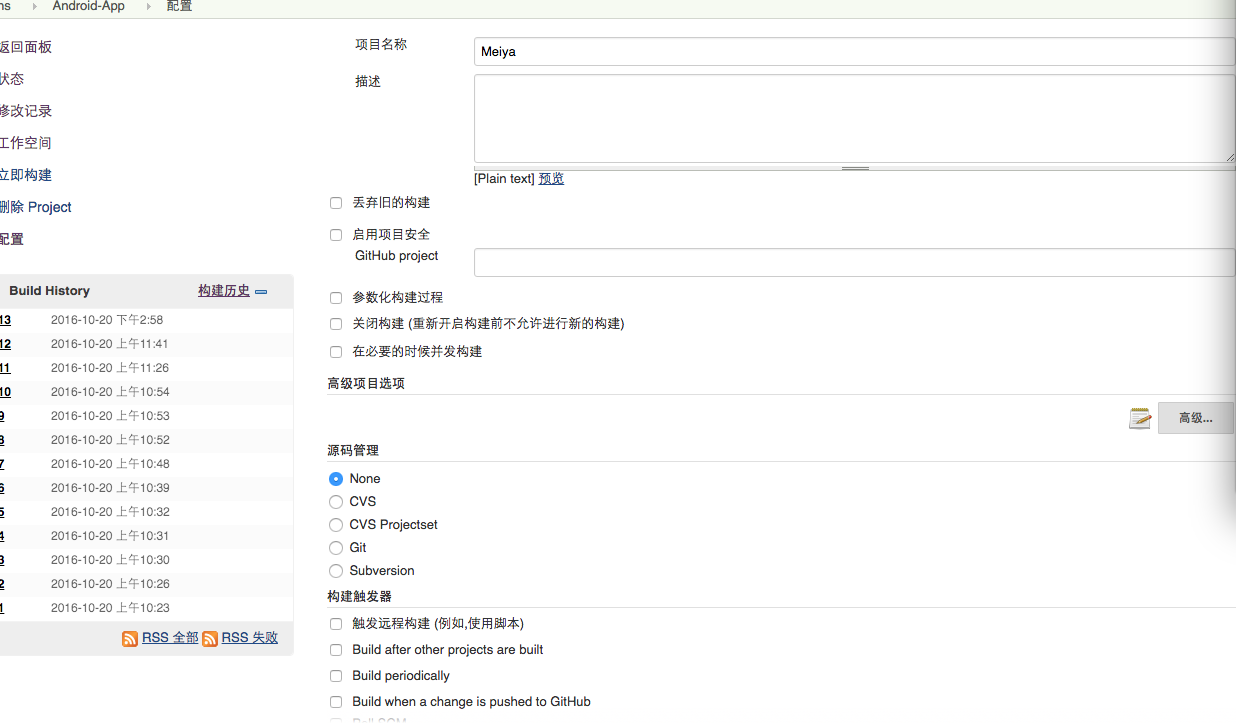 ns
Android-App
配置
返回面板
状态
修改记录
工作空间
立即构建
删除 Project
配置
Build History 构建历史
13 2016-10-20 下午2:58
12 2016-10-20 上午11:41
11 2016-10-20 上午11:26
10 2016-10-20 上午10:54
9 2016-10-20 上午10:53
8 2016-10-20 上午10:52
7 2016-10-20 上午10:48
6 2016-10-20 上午10:39
5 2016-10-20 上午10:32
4 2016-10-20 上午10:31
3 2016-10-20 上午10:30
2 2016-10-20 上午10:26
1 2016-10-20 上午10:23
RSS 全部 RSS 失败
项目名称 Meiya
描述
[Plain text] 预览
丢弃旧的构建
启用项目安全
GitHub project
参数化构建过程
关闭构建 (重新开启构建前不允许进行新的构建)
在必要的时候并发构建
高级项目选项
高级...
源码管理
None
CVS
CVS Projectset
Git
Subversion
构建触发器
触发远程构建 (例如,使用脚本)
Build after other projects are built
Build periodically
Build when a change is pushed to GitHub
Poll SCM